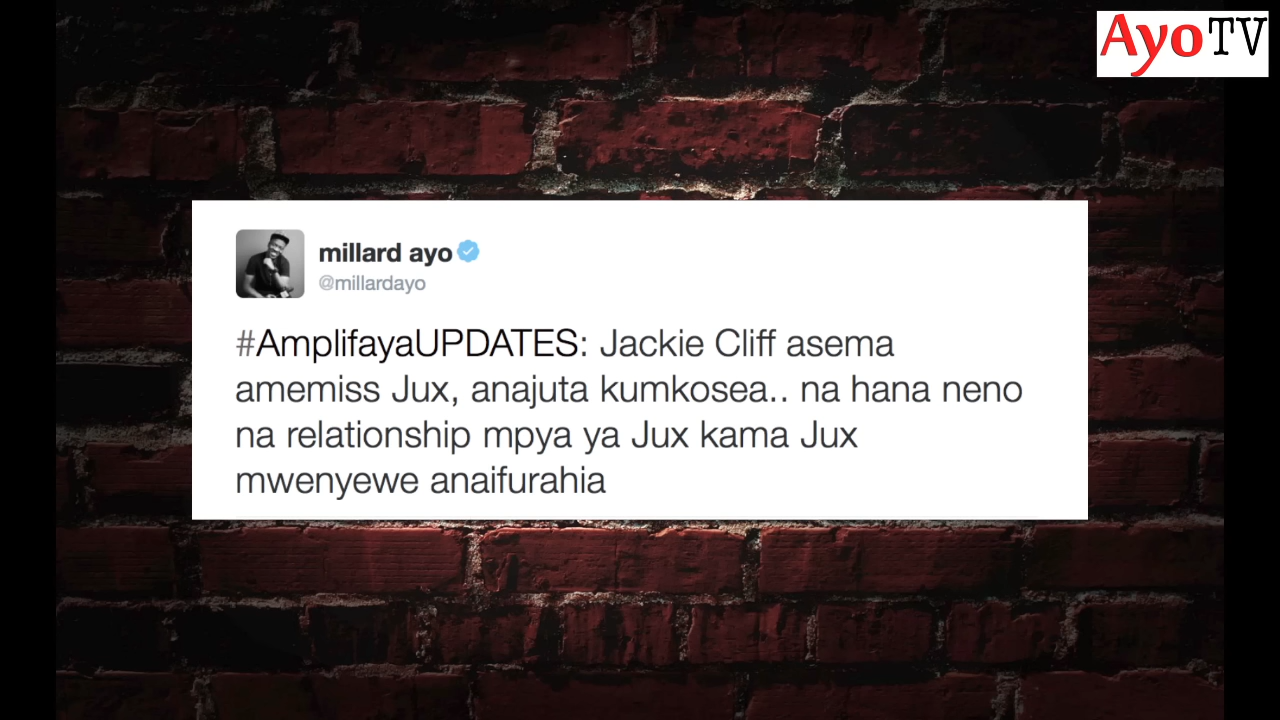 AyoTV
millard ayo
@millardayo
#AmplifayaUPDATES: Jackie Cliff asema
amemiss Jux, anajuta kumkosea.. na hana neno
na relationship mpya ya Jux kama Jux
mwenyewe anaifurahia